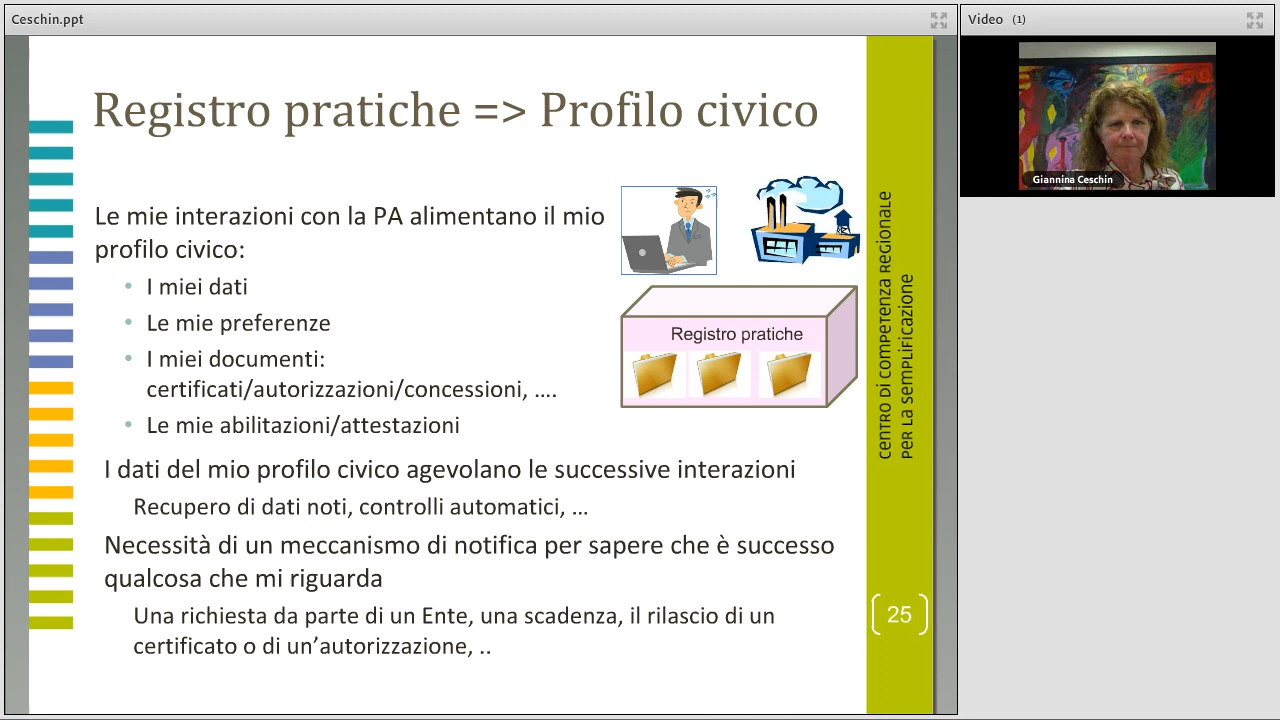 Ceschin.ppt
Video (1)
Registro pratiche => Profilo civico
Le mie interazioni con la PA alimentano il mio
profilo civico:
• I miei dati
• Le mie preferenze
• I miei documenti:
certificati/autorizzazioni/concessioni, ....
• Le mie abilitazioni/attestazioni
I dati del mio profilo civico agevolano le successive interazioni
Recupero di dati noti, controlli automatici, ...
Necessità di un meccanismo di notifica per sapere che è successo
qualcosa che mi riguarda
Una richiesta da parte di un Ente, una scadenza, il rilascio di un
certificato o di un’autorizzazione, ..
Registro pratiche
CENTRO DI COMPETENZA REGIONALE
PER LA SEMPLIFICAZIONE
25
Giannina Ceschin